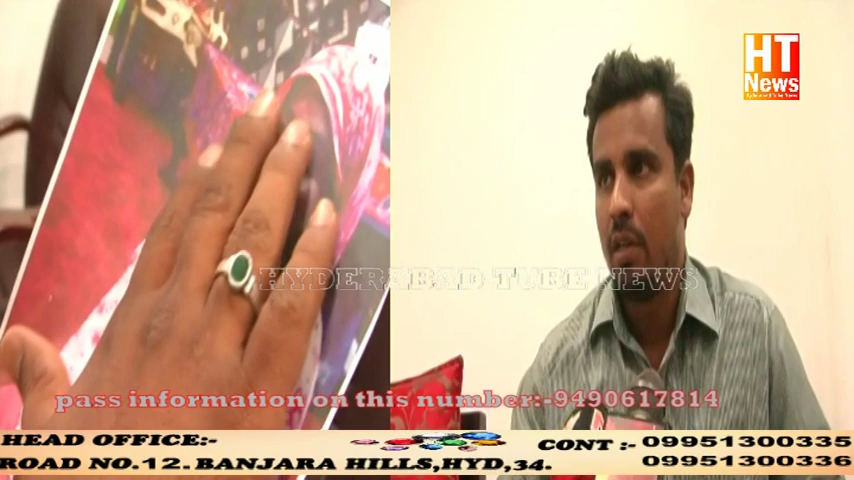 HT
News
HYDERABAD TUBE NEWS
pass information on this number:-9490617814
HEAD OFFICE:-
ROAD NO.12. BANJARA HILLS,HYD,34.
CONT :- 09951300335
09951300336